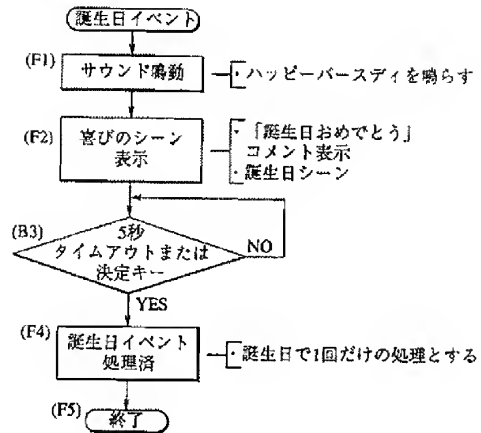 誕生日イベント
(F1)
サウンド鳴動
・ハッピーバースディを鳴らす
(F2)
喜びのシーン
表示
・「誕生日おめでとう」
コメント表示
・誕生日シーン
(B3)
5秒
タイムアウトまたは
決定キー
NO
YES
(F4)
誕生日イベント
処理済
・誕生日で1回だけの処理とする
(F5)
終了